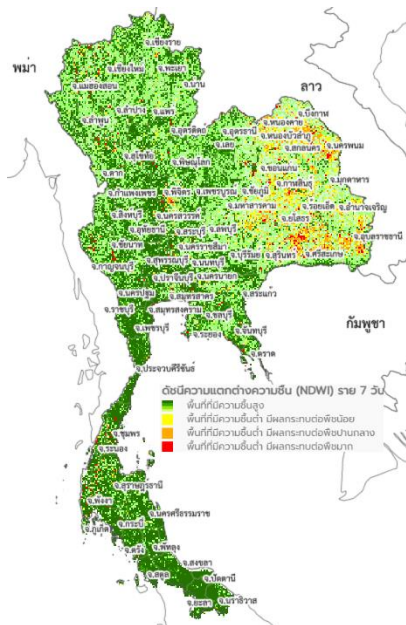 จ.เชียงราย
พม่า
จ.เชียงใหม่
จ.พะเยา
จ.แม่ฮ่องสอน
จ.น่าน
ลาว
จ.ลำปาง
จ.แพร่
จ.บึงกาฬ
จ.ลำพูน
จ.หนองคาย
จ.อุตรดิตถ์
จ.อุดรธานี
จ.หนองบัวลำภู
จ.เลย
จ.สกลนคร
จ.นครพนม
จ.สุโขทัย
จ.พิษณุโลก
จ.ตาก
จ.ขอนแก่น
จ.มุกดาหาร
จ.กำแพงเพชร
จ.พิจิตร
จ.เพชรบูรณ์
จ.ชัยภูมิ
จ.กาฬสินธุ์
จ.มหาสารคาม
จ.ร้อยเอ็ด
จ.อำนาจเจริญ
จ.สิงห์บุรี
จ.นครสวรรค์
จ.ยโสธร
จ.อุทัยธานี
จ.สระบุรี
จ.ลพบุรี
จ.อุบลราชธานี
จ.ชัยนาท
จ.นครราชสีมา
จ.บุรีรัมย์
จ.สุรินทร์
จ.ศรีสะเกษ
จ.กาญจนบุรี
จ.สุพรรณบุรี
จ.นนทบุรี
จ.ปราจีนบุรี
จ.นครนายก
จ.นครปฐม
จ.สมุทรสาคร
จ.สระแก้ว
จ.ราชบุรี
จ.สมุทรสงคราม
จ.ชลบุรี
กัมพูชา
จ.เพชรบุรี
จ.ระยอง
จ.จันทบุรี
จ.ตราด
จ.ประจวบคีรีขันธ์
ดัชนีความแตกต่างความชื้น (NDWI) ราย 7 วัน
พื้นที่ที่มีความชื้นสูง
พื้นที่ที่มีความชื้นต่ำ มีผลกระทบต่อพืชน้อย
พื้นที่ที่มีความชื้นต่ำ มีผลกระทบต่อพืชปานกลาง
พื้นที่ที่มีความชื้นต่ำ มีผลกระทบต่อพืชมาก
จ.ชุมพร
จ.ระนอง
จ.สุราษฎร์ธานี
จ.พังงา
จ.นครศรีธรรมราช
จ.กระบี่
จ.ภูเก็ต
จ.ตรัง
จ.พัทลุง
จ.สงขลา
จ.สตูล
จ.ปัตตานี
จ.ยะลา
จ.นราธิวาส